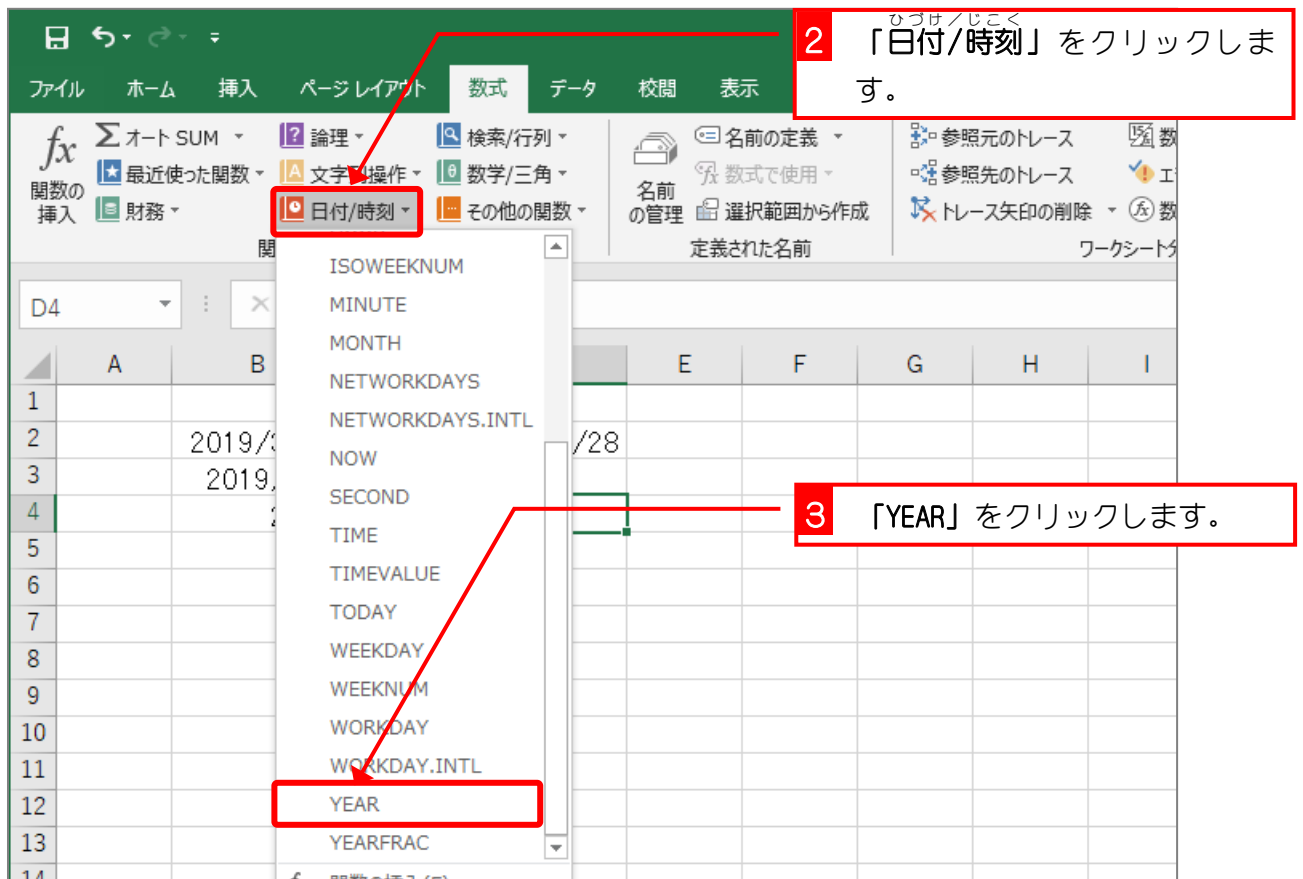 ひづけ/じこく
2 「日付/時刻」をクリックしま
す。
ファイル ホーム 挿入 ページ レイアウト 数式 データ 校閲 表示
fx 関数の挿入
Σ オート SUM
最近使った関数
財務
論理
文字列操作
日付/時刻
検索/行列
数学/三角
その他の関数
名前の管理
名前の定義
数式で使用
選択範囲から作成
定義された名前
参照元のトレース
参照先のトレース
トレース矢印の削除
数
エ
数
関
ワークシート
D4
ISOWEEKNUM
MINUTE
MONTH
NETWORKDAYS
NETWORKDAYS.INTL
NOW
SECOND
TIME
TIMEVALUE
TODAY
WEEKDAY
WEEKNUM
WORKDAY
WORKDAY.INTL
YEAR
YEARFRAC
A B E F G H I
1
2 2019/ /28
3 2019
4
5
6
7
8
9
10
11
12
13
3 「YEAR」をクリックします。